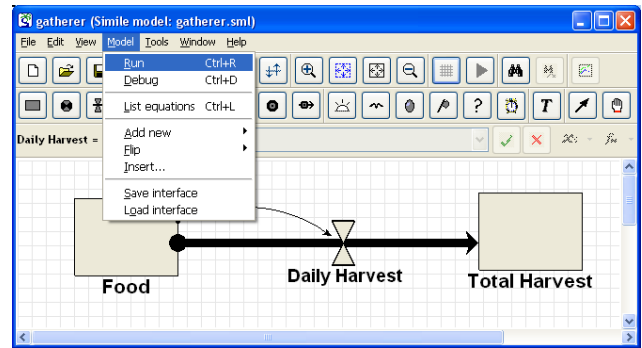 gatherer (Simile model: gatherer.sml)
File Edit View Model Tools Window Help
Run Ctrl+R
Debug Ctrl+D
List equations Ctrl+L
Add new
Flip
Insert...
Save interface
Load interface
? T
Daily Harvest =
Food
Daily Harvest
Total Harvest